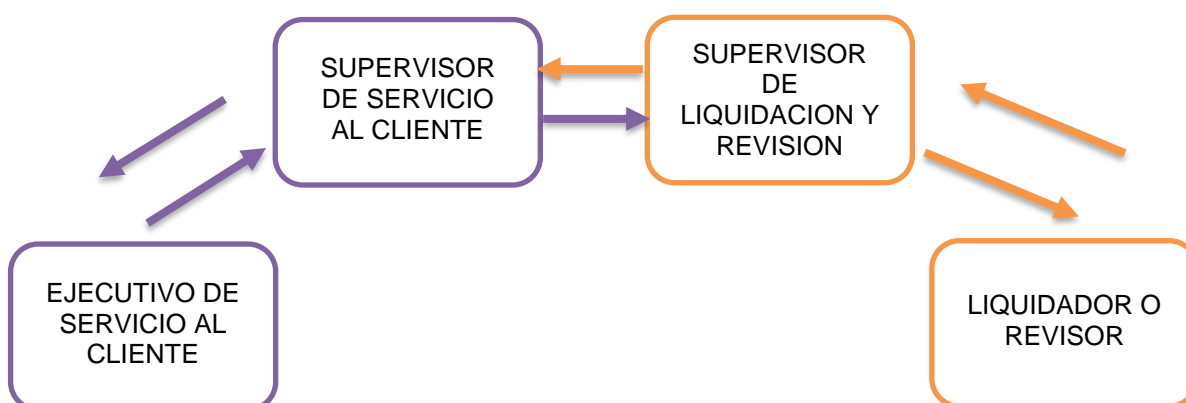 SUPERVISOR
DE SERVICIO
AL CLIENTE
SUPERVISOR
DE
LIQUIDACION Y
REVISION
EJECUTIVO DE
SERVICIO AL
CLIENTE
LIQUIDADOR O
REVISOR